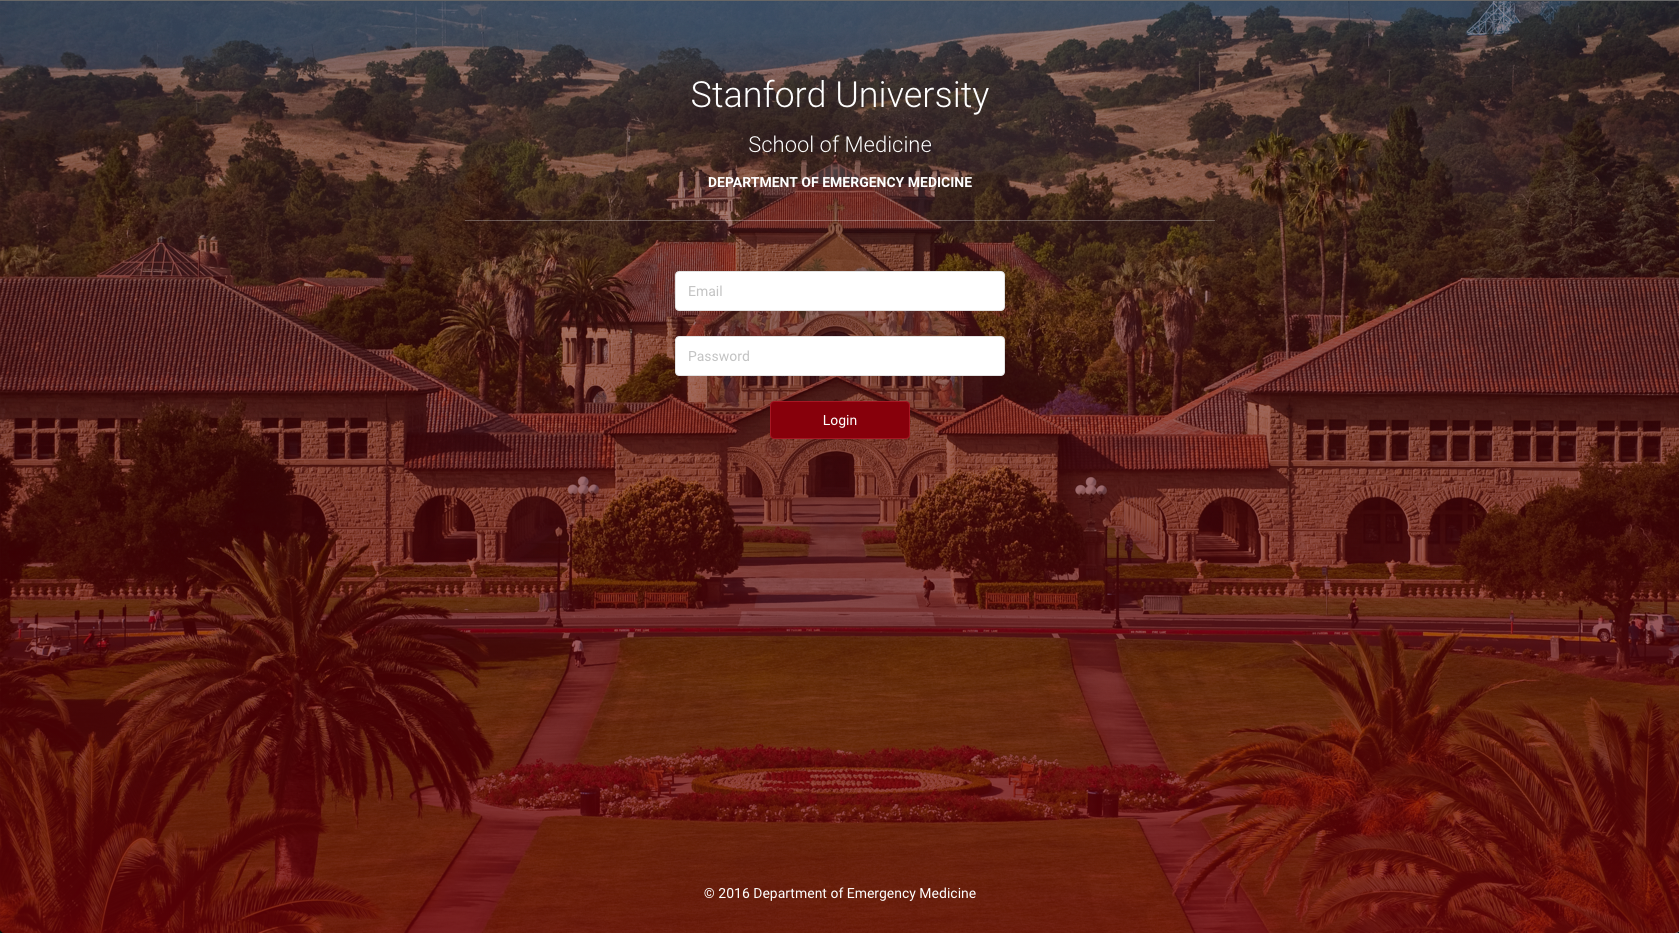 Stanford University
School of Medicine
DEPARTMENT OF EMERGENCY MEDICINE
Email
Password
Login
© 2016 Department of Emergency Medicine